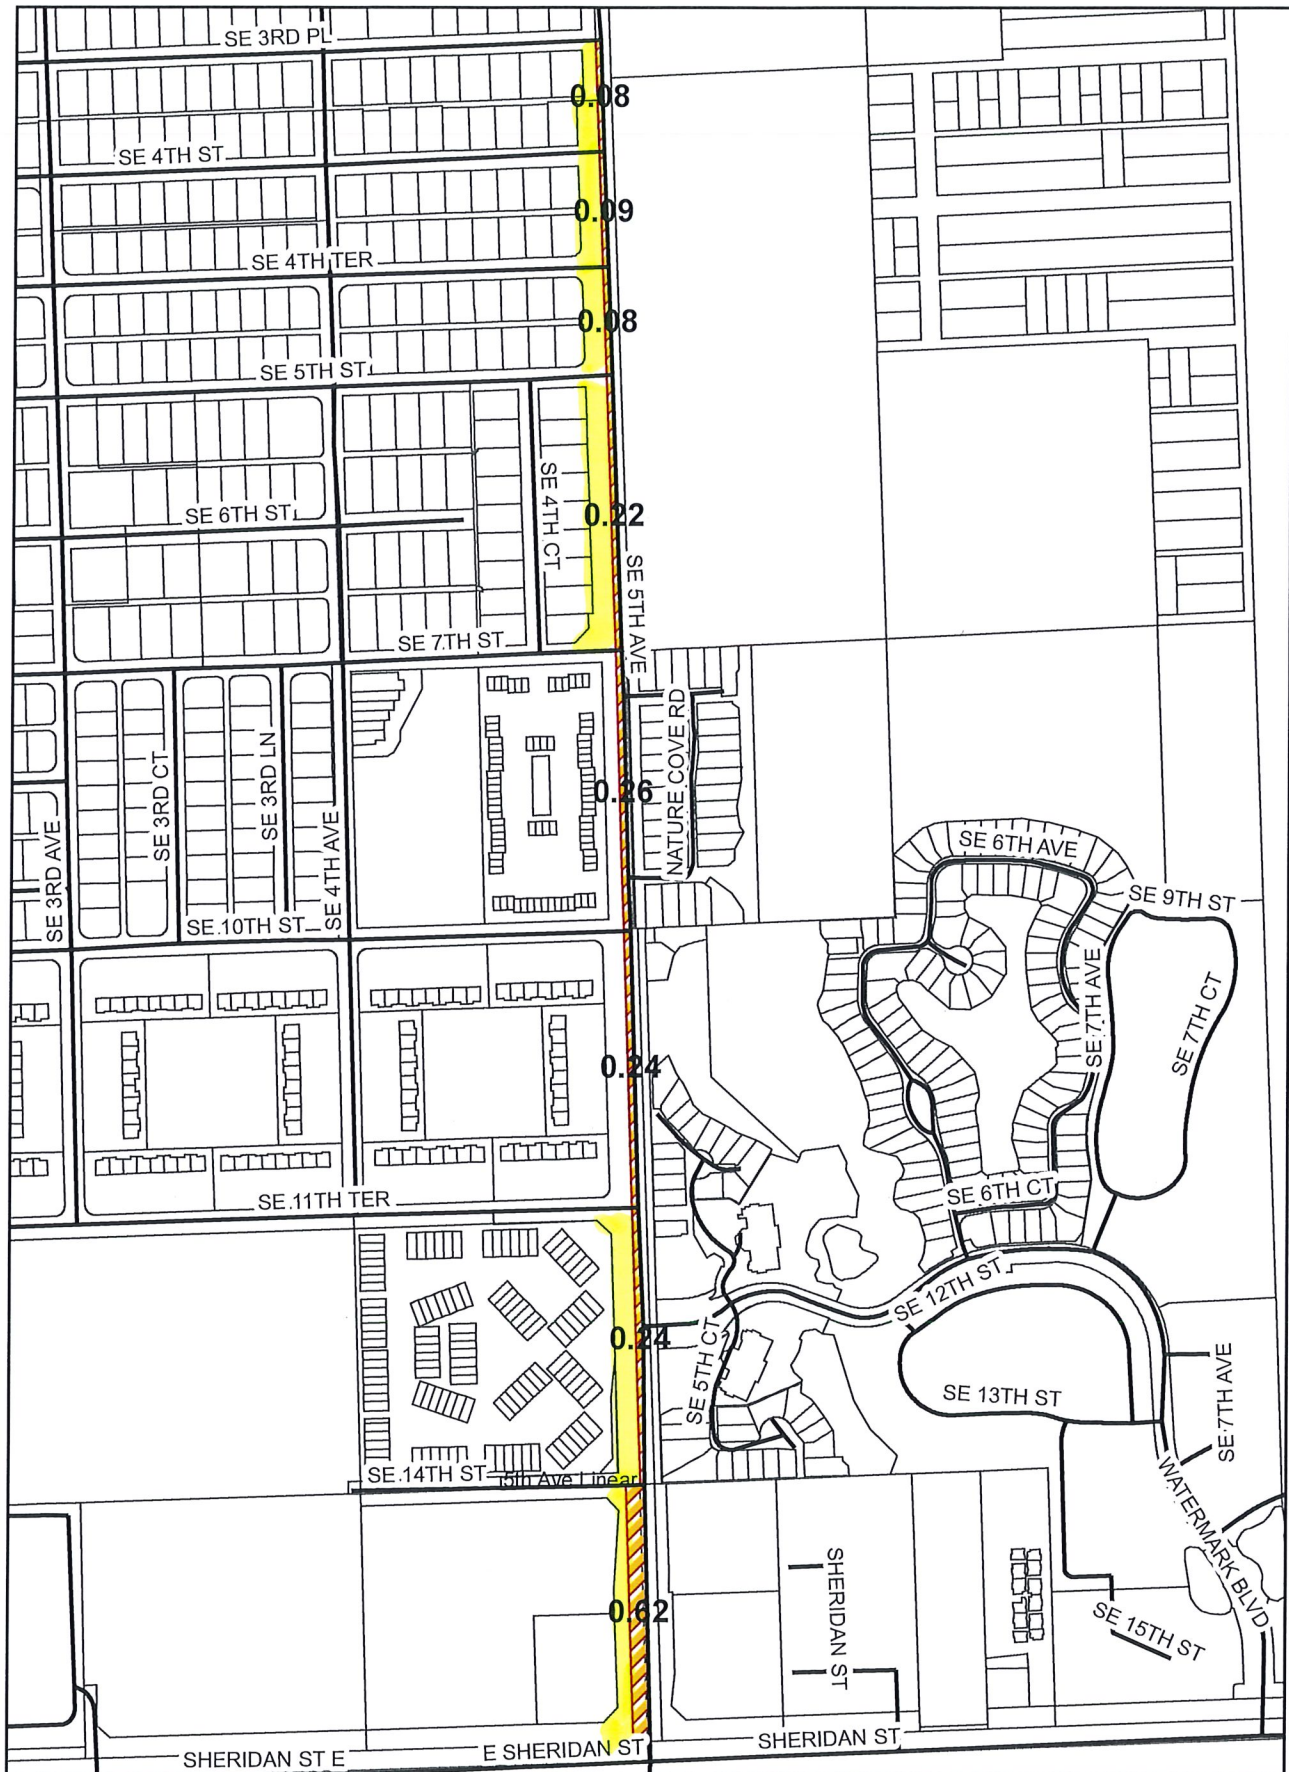 SE 3RD PL
0.08
SE 4TH ST
0.09
SE 4TH TER
0.08
SE 5TH ST
SE 4TH CT
0.22
SE 6TH ST
SE 5TH AVE
SE 7TH ST
NATURE COVE RD
SE 3RD CT
SE 3RD LN
0.26
SE 3RD AVE
SE 4TH AVE
SE 6TH AVE
SE 9TH ST
SE 10TH ST
SE 7TH AVE
SE 7TH CT
0.24
SE 6TH CT
SE 11TH TER
SE 12TH ST
0.24
SE 5TH CT
SE 13TH ST
SE 7TH AVE
SE 14TH ST
5th Ave Linear
WATERMARK BLVD
0.62
SHERIDAN ST
SE 15TH ST
SHERIDAN ST E
E SHERIDAN ST
SHERIDAN ST